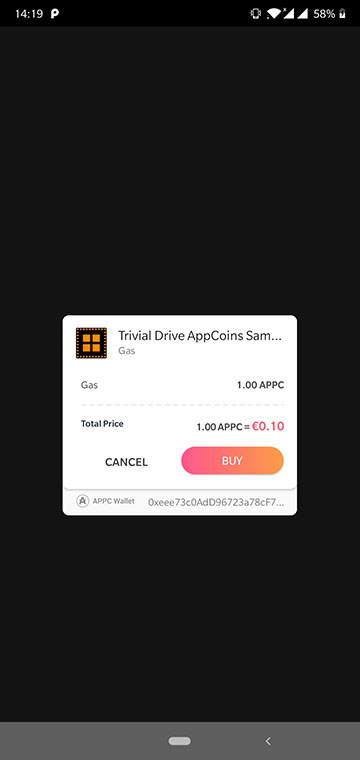 14:19 58%
Trivial Drive AppCoins Sam...
Gas
Gas 1.00 APPC
Total Price 1.00 APPC = €0.10
CANCEL BUY
APPC Wallet 0xeee73c0AdD96723a78cF7...